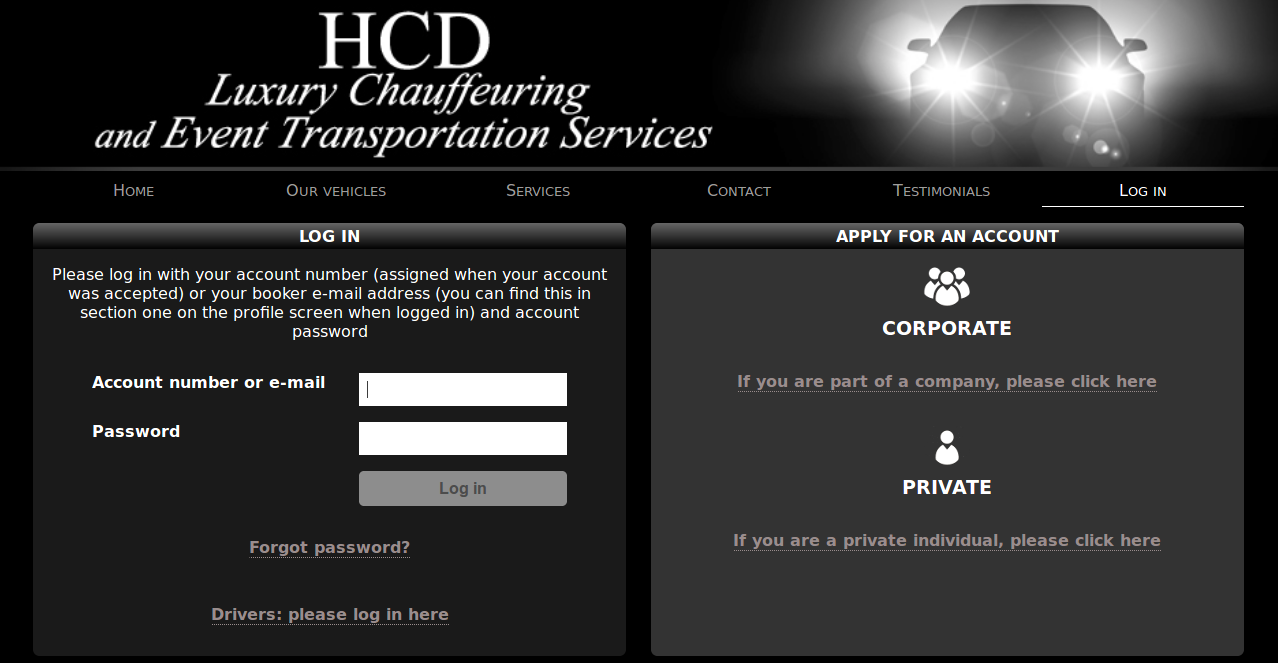 HCD
Luxury Chauffeuring
and Event Transportation Services
Home
Our vehicles
Services
Contact
Testimonials
Log in
LOG IN
Please log in with your account number (assigned when your account
was accepted) or your booker e-mail address (you can find this in
section one on the profile screen when logged in) and account
password
Account number or e-mail
Password
Log in
Forgot password?
Drivers: please log in here
APPLY FOR AN ACCOUNT
CORPORATE
If you are part of a company, please click here
PRIVATE
If you are a private individual, please click here